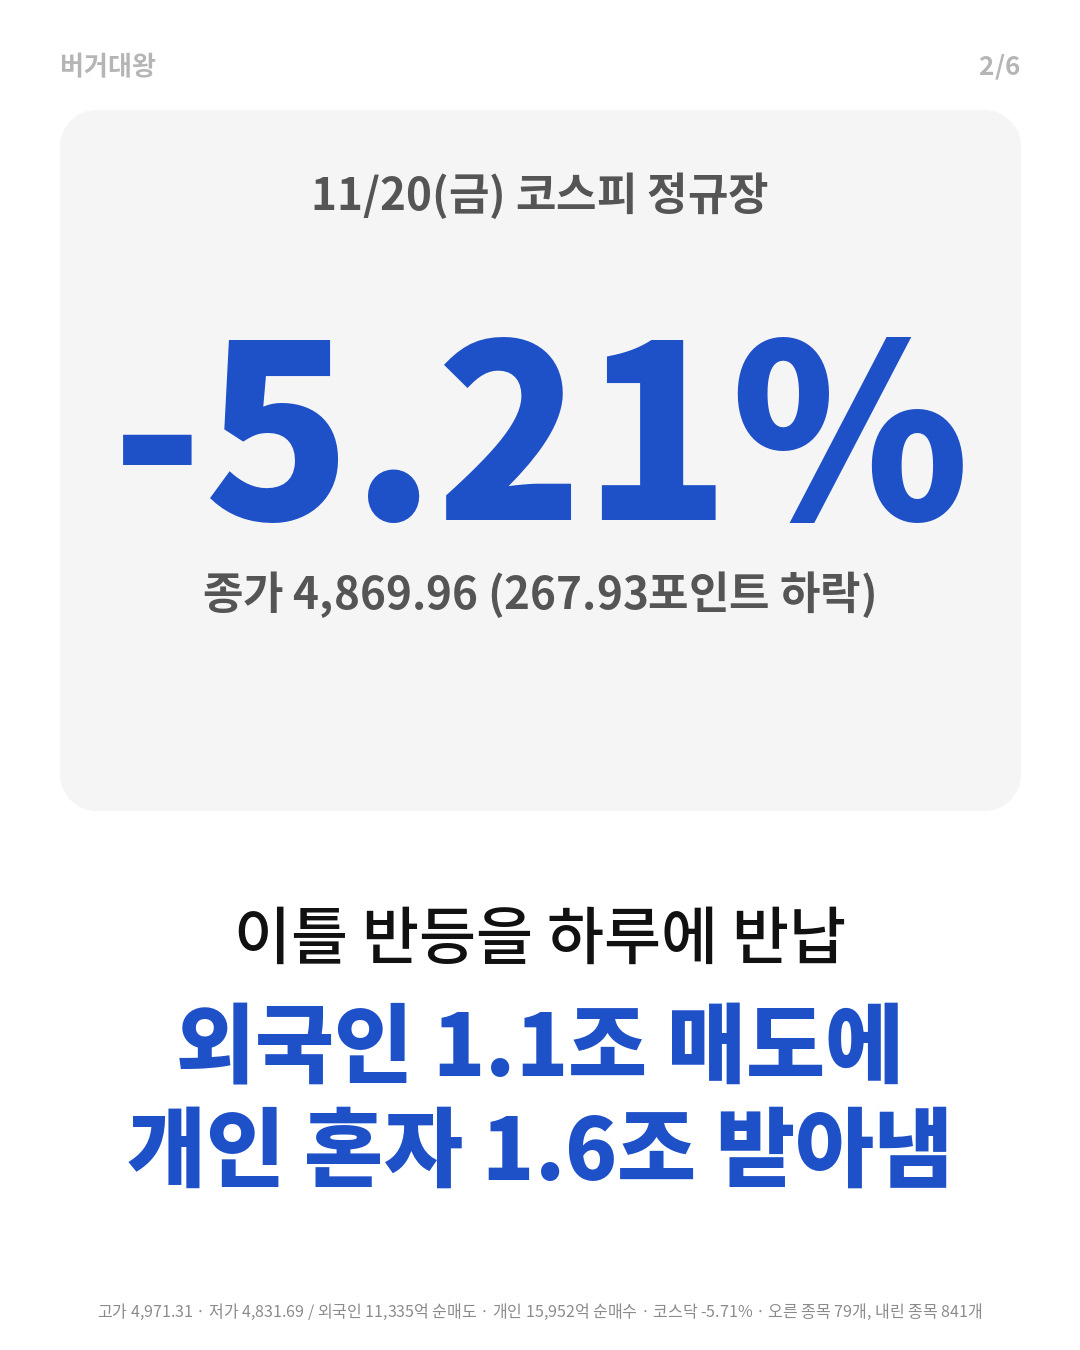 버거대왕
2/6
11/20(금) 코스피 정규장
-5.21%
종가 4,869.96 (267.93포인트 하락)
이틀 반등을 하루에 반납
외국인 1.1조 매도에
개인 혼자 1.6조 받아냄
고가 4,971.31 · 저가 4,831.69 / 외국인 11,335억 순매도 · 개인 15,952억 순매수 · 코스닥 -5.71% · 오른 종목 79개, 내린 종목 841개